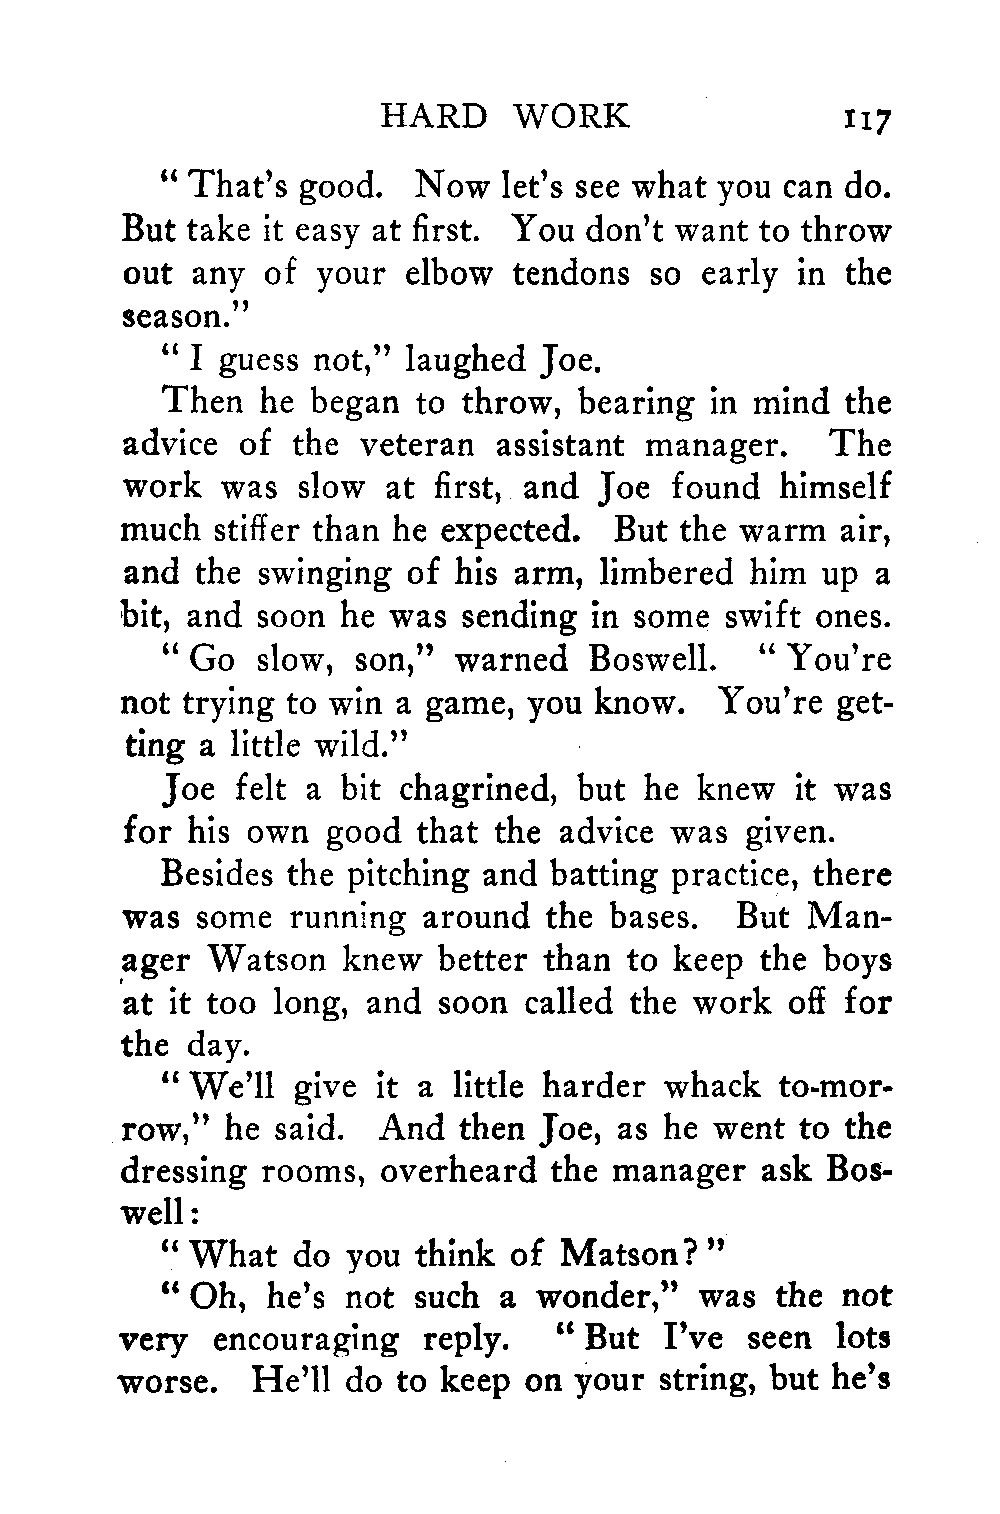 HARD WORK 117
" That's good. Now let's see what you can do.
But take it easy at first. You don't want to throw
out any of your elbow tendons so early in the
season."
" I guess not," laughed Joe.
Then he began to throw, bearing in mind the
advice of the veteran assistant manager. The
work was slow at first, and Joe found himself
much stiffer than he expected. But the warm air,
and the swinging of his arm, limbered him up a
bit, and soon he was sending in some swift ones.
" Go slow, son," warned Boswell. " You're
not trying to win a game, you know. You're get-
ting a little wild."
Joe felt a bit chagrined, but he knew it was
for his own good that the advice was given.
Besides the pitching and batting practice, there
was some running around the bases. But Man-
ager Watson knew better than to keep the boys
at it too long, and soon called the work off for
the day.
" We'll give it a little harder whack to-mor-
row," he said. And then Joe, as he went to the
dressing rooms, overheard the manager ask Bos-
well:
" What do you think of Matson? "
" Oh, he's not such a wonder," was the not
very encouraging reply. " But I've seen lots
worse. He'll do to keep on your string, but he's